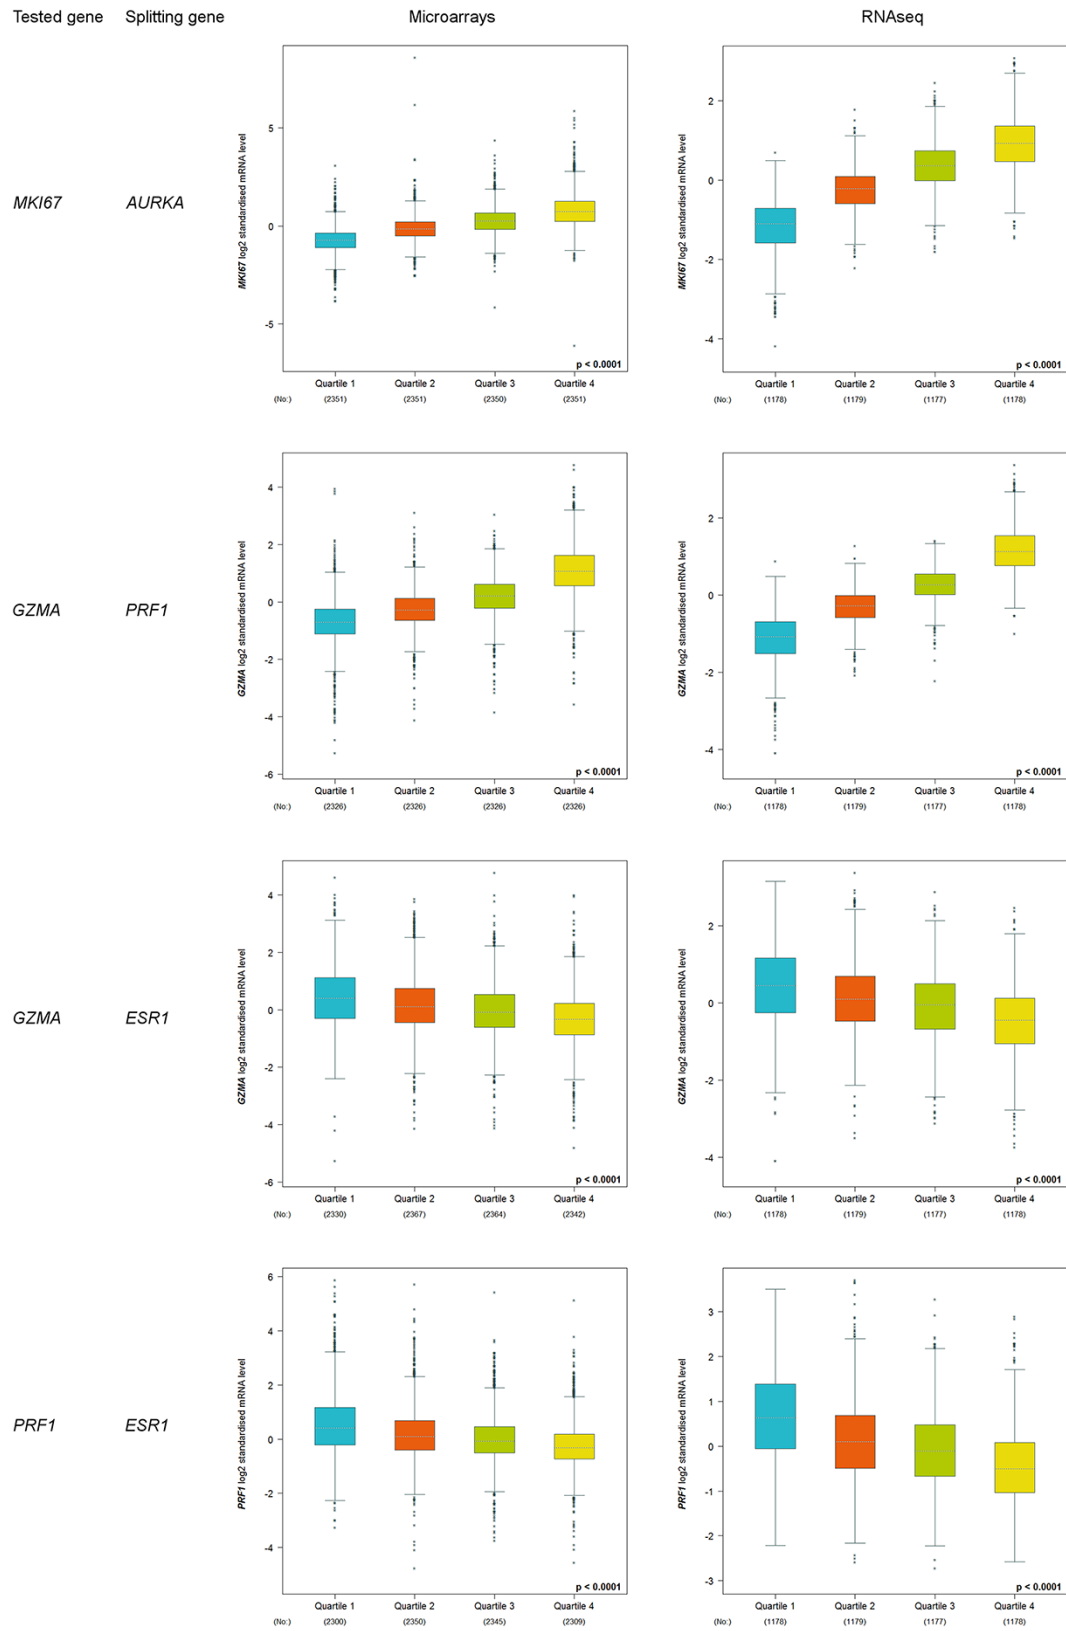 Tested gene Splitting gene Microarrays RNAseq
MKI67 AURKA
MKI67 log2 standardised mRNA level
5
0
-5
p < 0.0001
Quartile 1 Quartile 2 Quartile 3 Quartile 4
(No:) (2351) (2351) (2350) (2351)
MKI67 log2 standardised mRNA level
2
0
-2
-4
p < 0.0001
Quartile 1 Quartile 2 Quartile 3 Quartile 4
(No:) (1178) (1179) (1177) (1178)
GZMA PRF1
GZMA log2 standardised mRNA level
4
2
0
-2
-4
-6
p < 0.0001
Quartile 1 Quartile 2 Quartile 3 Quartile 4
(No:) (2326) (2326) (2326) (2326)
GZMA log2 standardised mRNA level
2
0
-2
-4
p < 0.0001
Quartile 1 Quartile 2 Quartile 3 Quartile 4
(No:) (1178) (1179) (1177) (1178)
GZMA ESR1
GZMA log2 standardised mRNA level
4
2
0
-2
-4
-6
p < 0.0001
Quartile 1 Quartile 2 Quartile 3 Quartile 4
(No:) (2330) (2367) (2364) (2342)
GZMA log2 standardised mRNA level
2
0
-2
-4
p < 0.0001
Quartile 1 Quartile 2 Quartile 3 Quartile 4
(No:) (1178) (1179) (1177) (1178)
PRF1 ESR1
PRF1 log2 standardised mRNA level
6
4
2
0
-2
-4
p < 0.0001
Quartile 1 Quartile 2 Quartile 3 Quartile 4
(No:) (2300) (2350) (2345) (2309)
PRF1 log2 standardised mRNA level
3
2
1
0
-1
-2
-3
p < 0.0001
Quartile 1 Quartile 2 Quartile 3 Quartile 4
(No:) (1178) (1179) (1177) (1178)